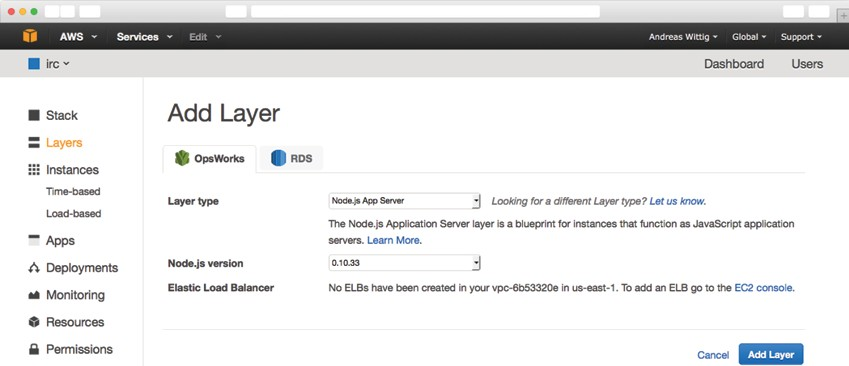 AWS Services Edit Andreas Wittig Global Support
irc Dashboard Users
Stack
Layers
Instances
Time-based
Load-based
Apps
Deployments
Monitoring
Resources
Permissions
Add Layer
OpsWorks RDS
Layer type Node.js App Server Looking for a different Layer type? Let us know.
The Node.js Application Server layer is a blueprint for instances that function as JavaScript application
servers. Learn More.
Node.js version 0.10.33
Elastic Load Balancer No ELBs have been created in your vpc-6b53320e in us-east-1. To add an ELB go to the EC2 console.
Cancel Add Layer